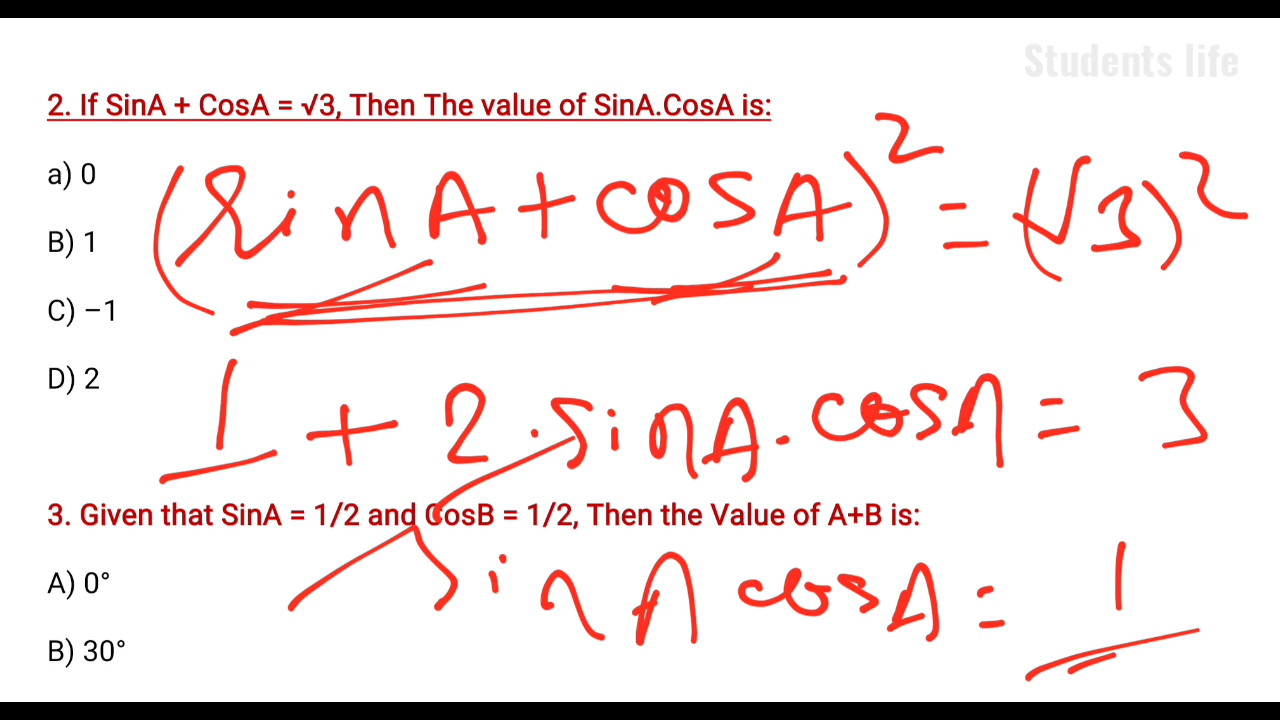 Students life
2. If SinA + CosA = √3, Then The value of SinA.CosA is:
a) 0
(sinA+cosA)² = (√3)²
B) 1
C) −1
D) 2
1 + 2.sinA.cosA = 3
3. Given that SinA = 1/2 and CosB = 1/2, Then the Value of A+B is:
A) 0°
sinA cosA = 1
B) 30°